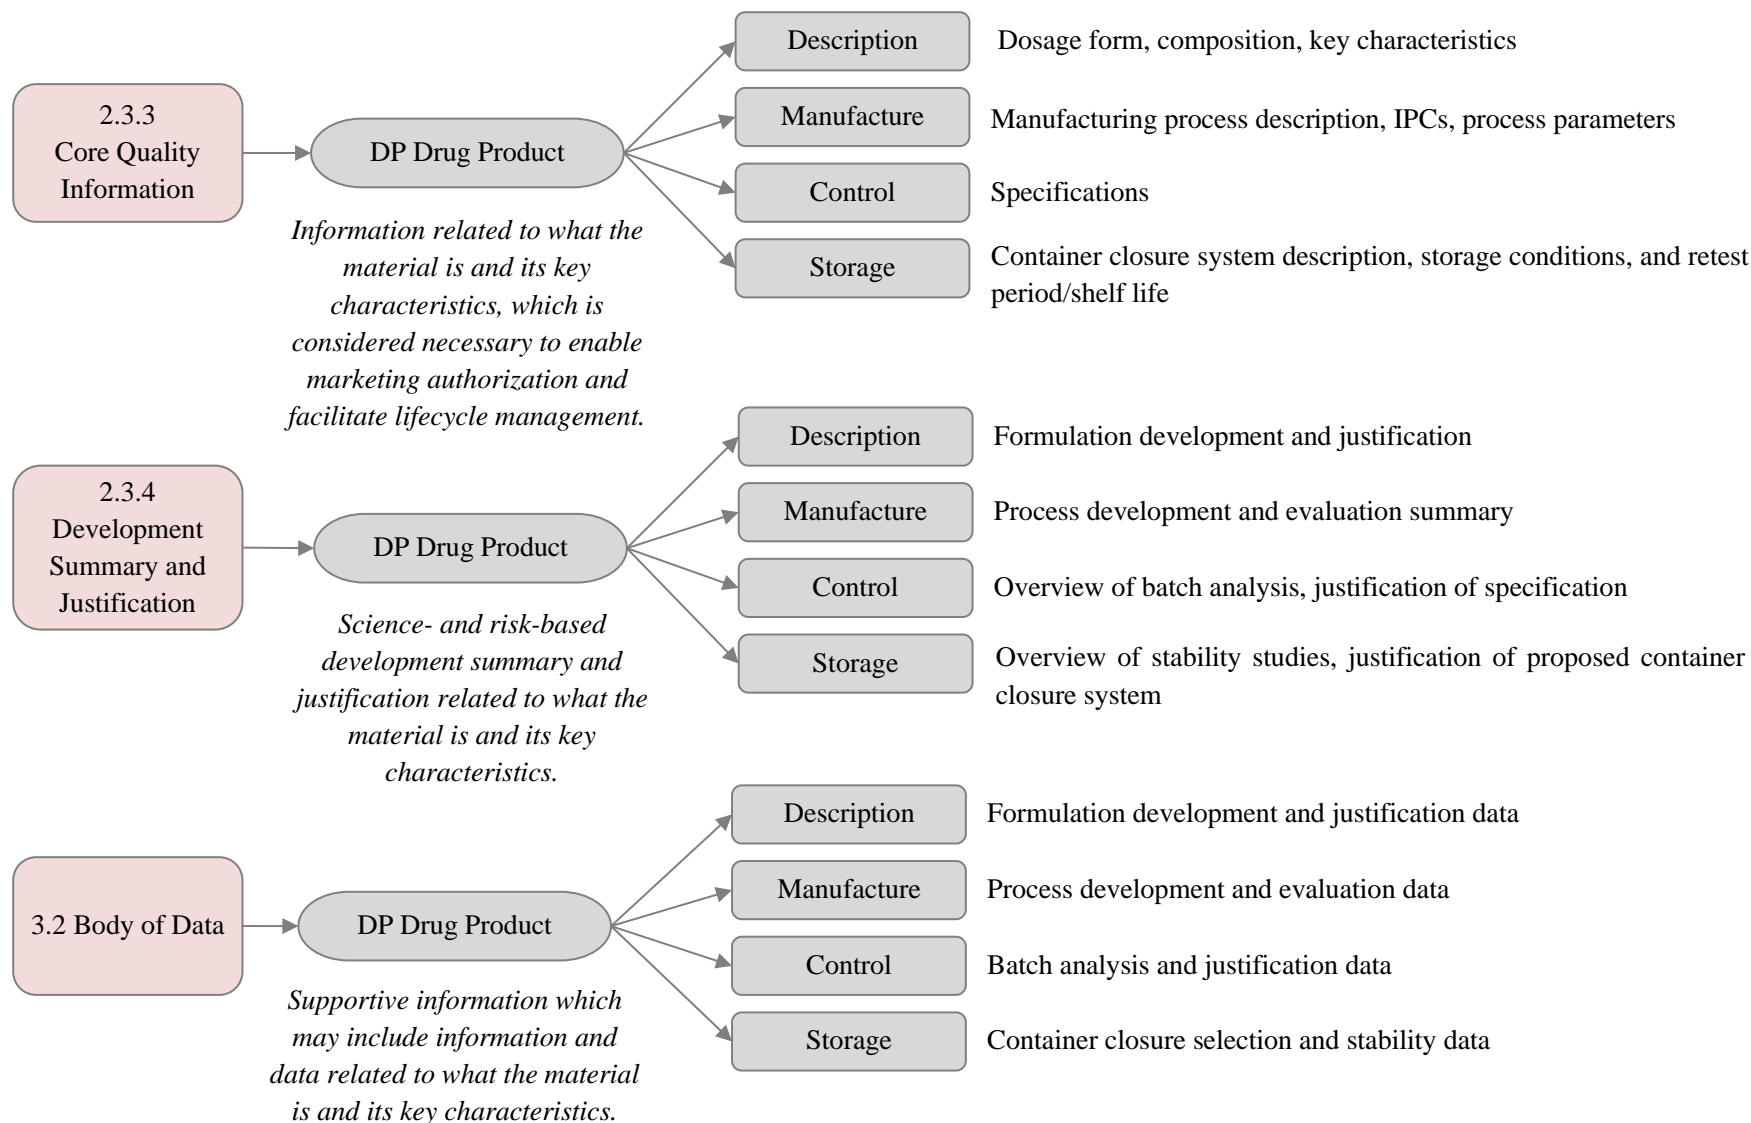 2.3.3
Core Quality
Information
DP Drug Product
Information related to what the
material is and its key
characteristics, which is
considered necessary to enable
marketing authorization and
facilitate lifecycle management.
Description
Dosage form, composition, key characteristics
Manufacture
Manufacturing process description, IPCs, process parameters
Control
Specifications
Storage
Container closure system description, storage conditions, and retest
period/shelf life
2.3.4
Development
Summary and
Justification
DP Drug Product
Science- and risk-based
development summary and
justification related to what the
material is and its key
characteristics.
Description
Formulation development and justification
Manufacture
Process development and evaluation summary
Control
Overview of batch analysis, justification of specification
Storage
Overview of stability studies, justification of proposed container
closure system
3.2 Body of Data
DP Drug Product
Supportive information which
may include information and
data related to what the material
is and its key characteristics.
Description
Formulation development and justification data
Manufacture
Process development and evaluation data
Control
Batch analysis and justification data
Storage
Container closure selection and stability data